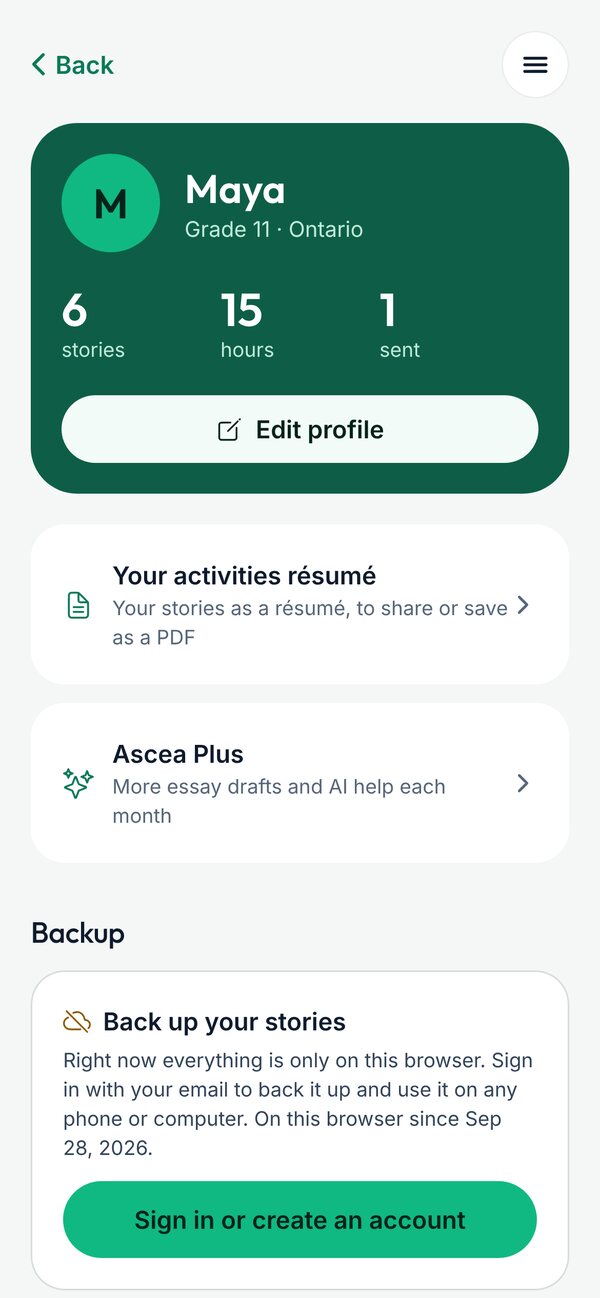 Back
M
Maya
Grade 11 · Ontario
6
stories
15
hours
1
sent
Edit profile
Your activities résumé
Your stories as a résumé, to share or save
as a PDF
Ascea Plus
More essay drafts and AI help each
month
Backup
Back up your stories
Right now everything is only on this browser. Sign
in with your email to back it up and use it on any
phone or computer. On this browser since Sep
28, 2026.
Sign in or create an account